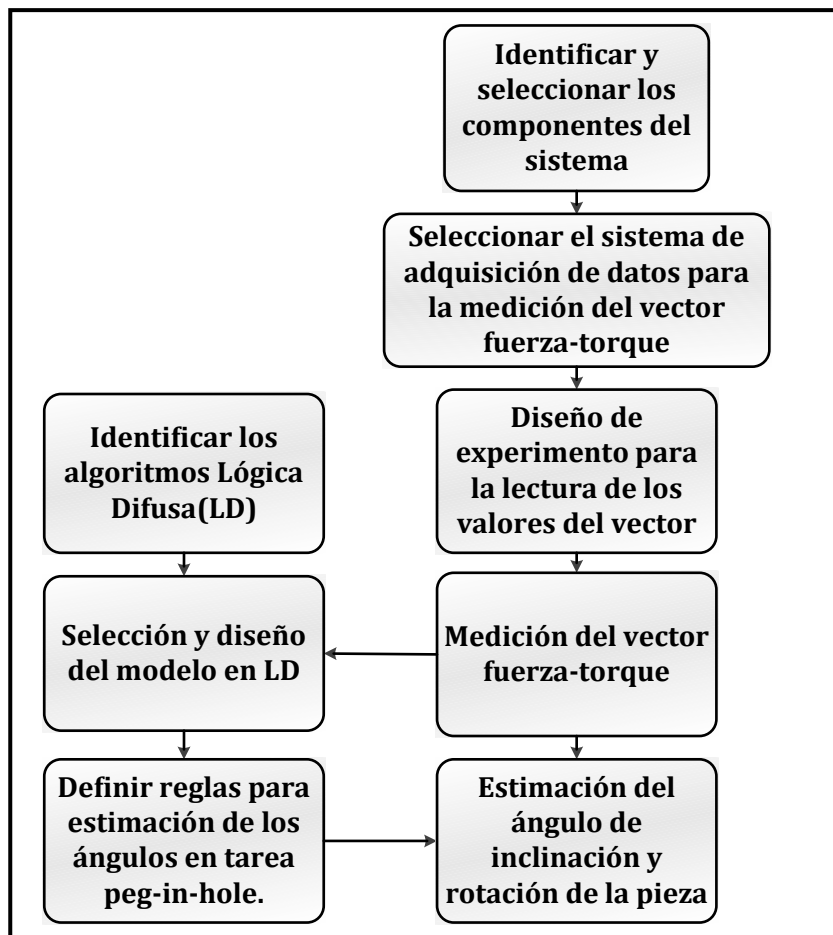 Identificar y
seleccionar los
componentes del
sistema
Seleccionar el sistema de
adquisición de datos para
la medición del vector
fuerza-torque
Identificar los
algoritmos Lógica
Difusa(LD)
Diseño de
experimento para
la lectura de los
valores del vector
Selección y diseño
del modelo en LD
Medición del vector
fuerza-torque
Definir reglas para
estimación de los
ángulos en tarea
peg-in-hole.
Estimación del
ángulo de
inclinación y
rotación de la pieza